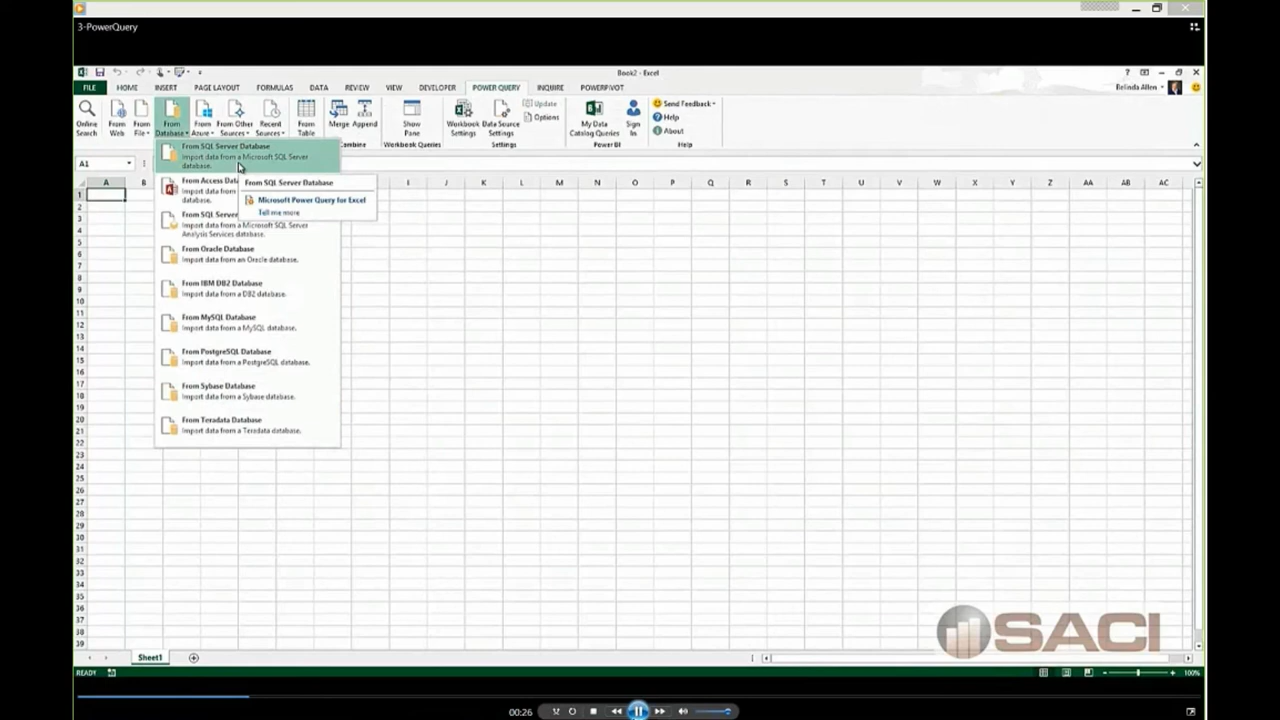 3-PowerQuery
Book2 - Excel
FILE HOME INSERT PAGE LAYOUT FORMULAS DATA REVIEW VIEW DEVELOPER POWER QUERY INQUIRE POWERPIVOT
Belinda Allen
Online Search
From Web
From File
From Database
From Azure
From Other Sources
Recent Sources
From Table
Merge
Append
Show Pane
Workbook Settings
Data Source Settings
Update
Options
My Data Catalog Queries
Sign In
Send Feedback
Help
About
Combine
Workbook Queries
Settings
Power BI
Help
A1
From SQL Server Database
Import data from a Microsoft SQL Server
database.
From Access Data
Import data from
database.
From SQL Server
Import data from a Microsoft SQL Server
Analysis Services database.
From Oracle Database
Import data from an Oracle database.
From IBM DB2 Database
Import data from a DB2 database.
From MySQL Database
Import data from a MySQL database.
From PostgreSQL Database
Import data from a PostgreSQL database.
From Sybase Database
Import data from a Sybase database.
From Teradata Database
Import data from a Teradata database.
From SQL Server Database
Microsoft Power Query for Excel
Tell me more
A B I J K L M N O P Q R S T U V W X Y Z AA AB AC
1
2
3
4
5
6
7
8
9
10
11
12
13
14
15
16
17
18
19
20
21
22
23
24
25
26
27
28
29
30
31
32
33
34
35
36
37
38
39
SACI
Sheet1
READY
100%
00:26